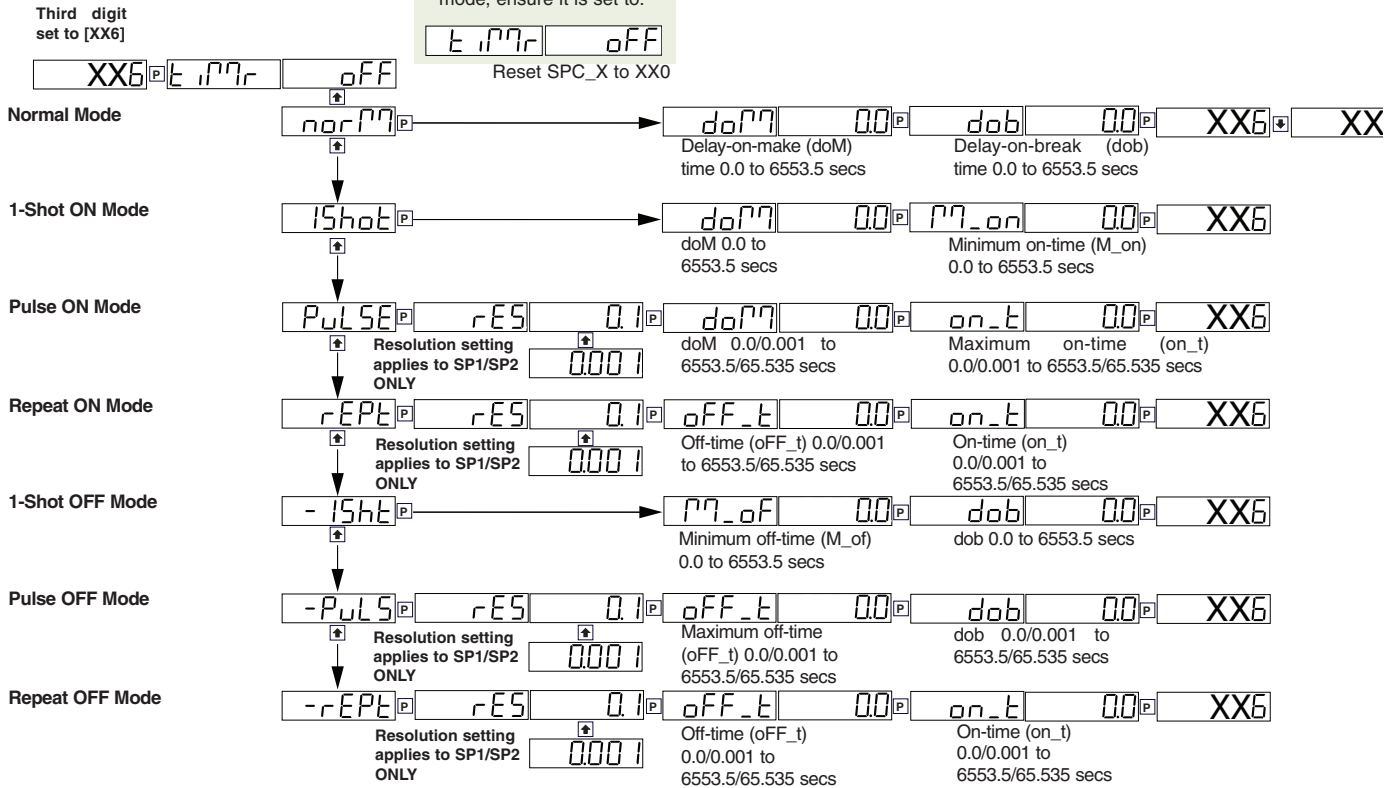 Third digit
set to [XX6]
mode, ensure it is set to:
tiMr oFF
Reset SPC_X to XX0
XX6 P tiMr oFF
Normal Mode
norM P doM 0.0 P dob 0.0 P XX6 XX
Delay-on-make (doM)
time 0.0 to 6553.5 secs
Delay-on-break (dob)
time 0.0 to 6553.5 secs
1-Shot ON Mode
1Shot P doM 0.0 P M_on 0.0 P XX6
doM 0.0 to
6553.5 secs
Minimum on-time (M_on)
0.0 to 6553.5 secs
Pulse ON Mode
PuLSE P rES 0.1 P doM 0.0 P on_t 0.0 P XX6
Resolution setting
applies to SP1/SP2
ONLY
0.001
doM 0.0/0.001 to
6553.5/65.535 secs
Maximum on-time (on_t)
0.0/0.001 to 6553.5/65.535 secs
Repeat ON Mode
rEPt P rES 0.1 P oFF_t 0.0 P on_t 0.0 P XX6
Resolution setting
applies to SP1/SP2
ONLY
0.001
Off-time (oFF_t) 0.0/0.001
to 6553.5/65.535 secs
On-time (on_t)
0.0/0.001 to
6553.5/65.535 secs
1-Shot OFF Mode
-1Sht P M_oF 0.0 P dob 0.0 P XX6
Minimum off-time (M_of)
0.0 to 6553.5 secs
dob 0.0 to 6553.5 secs
Pulse OFF Mode
-PuLS P rES 0.1 P oFF_t 0.0 P dob 0.0 P XX6
Resolution setting
applies to SP1/SP2
ONLY
0.001
Maximum off-time
(oFF_t) 0.0/0.001 to
6553.5/65.535 secs
dob 0.0/0.001 to
6553.5/65.535 secs
Repeat OFF Mode
-rEPt P rES 0.1 P oFF_t 0.0 P on_t 0.0 P XX6
Resolution setting
applies to SP1/SP2
ONLY
0.001
Off-time (oFF_t)
0.0/0.001 to
6553.5/65.535 secs
On-time (on_t)
0.0/0.001 to
6553.5/65.535 secs